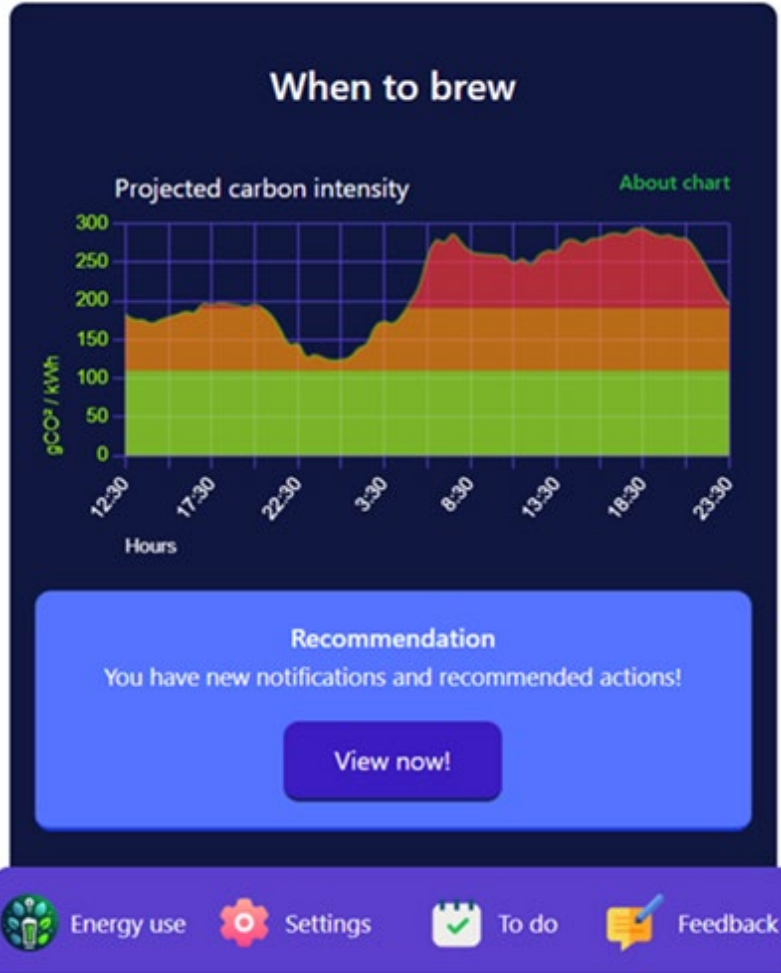 When to brew
Projected carbon intensity
About chart
300
250
200
150
100
50
0
gCO² / kWh
12:30 17:30 22:30 3:30 8:30 13:30 18:30 23:30
Hours
Recommendation
You have new notifications and recommended actions!
View now!
Energy use Settings To do Feedback